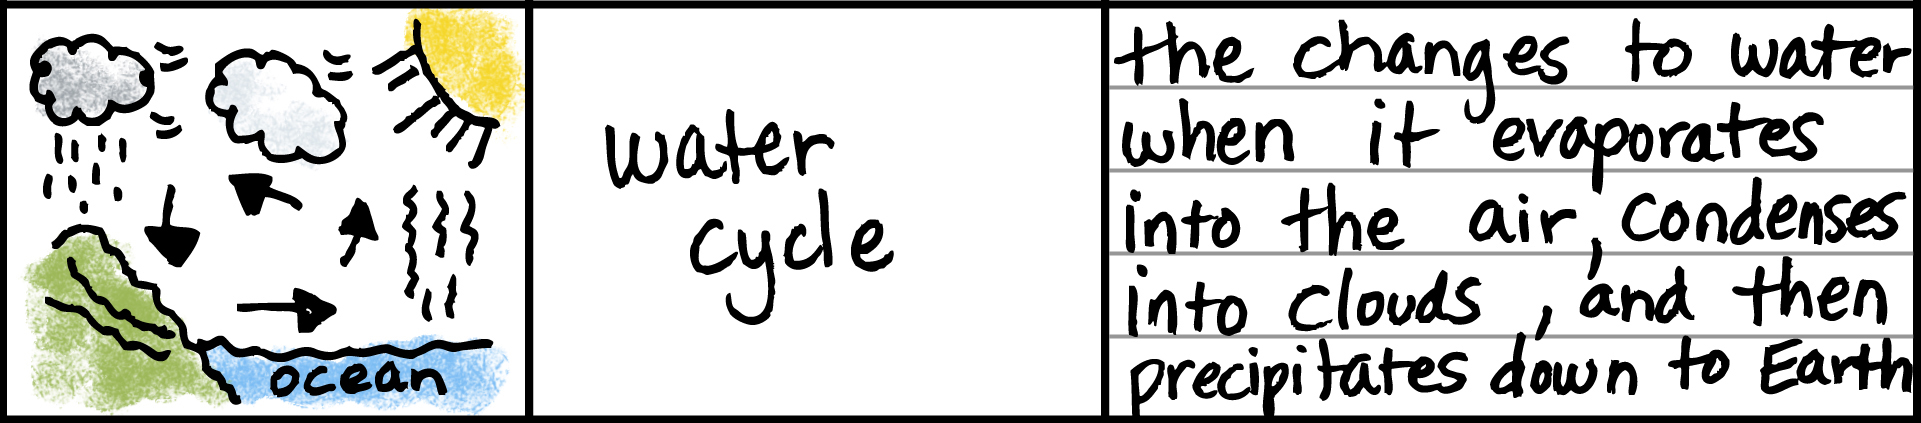 ocean
water
cycle
the changes to water
when it evaporates
into the air, condenses
into clouds, and then
precipitates down to Earth